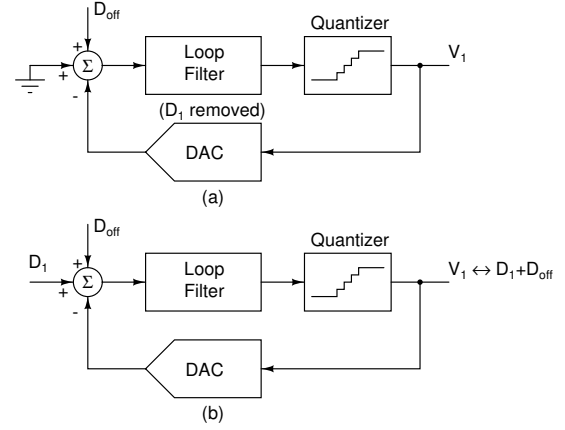 D_off
+
Σ
+
-
Loop
Filter
(D_1 removed)
Quantizer
V_1
DAC
(a)
D_off
D_1
+
Σ
+
-
Loop
Filter
Quantizer
V_1 ↔ D_1+D_off
DAC
(b)